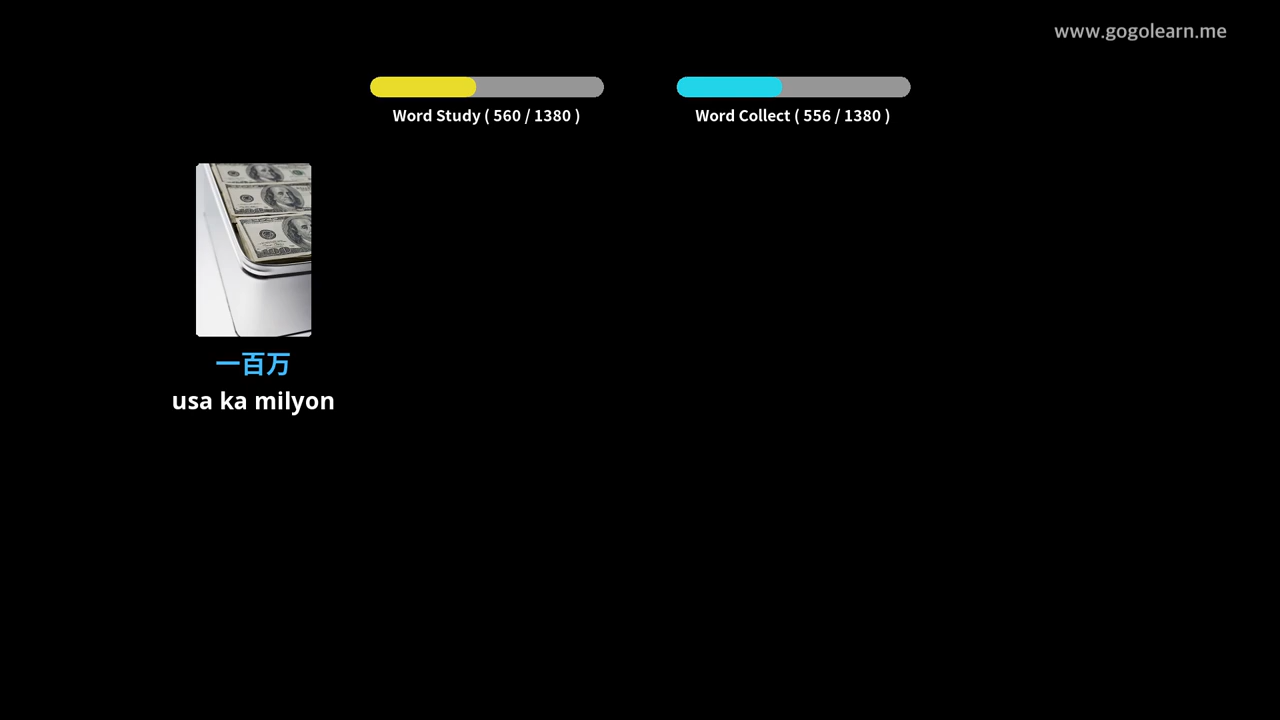 www.gogolearn.me
Word Study ( 560 / 1380 )
Word Collect ( 556 / 1380 )
一百万
usa ka milyon